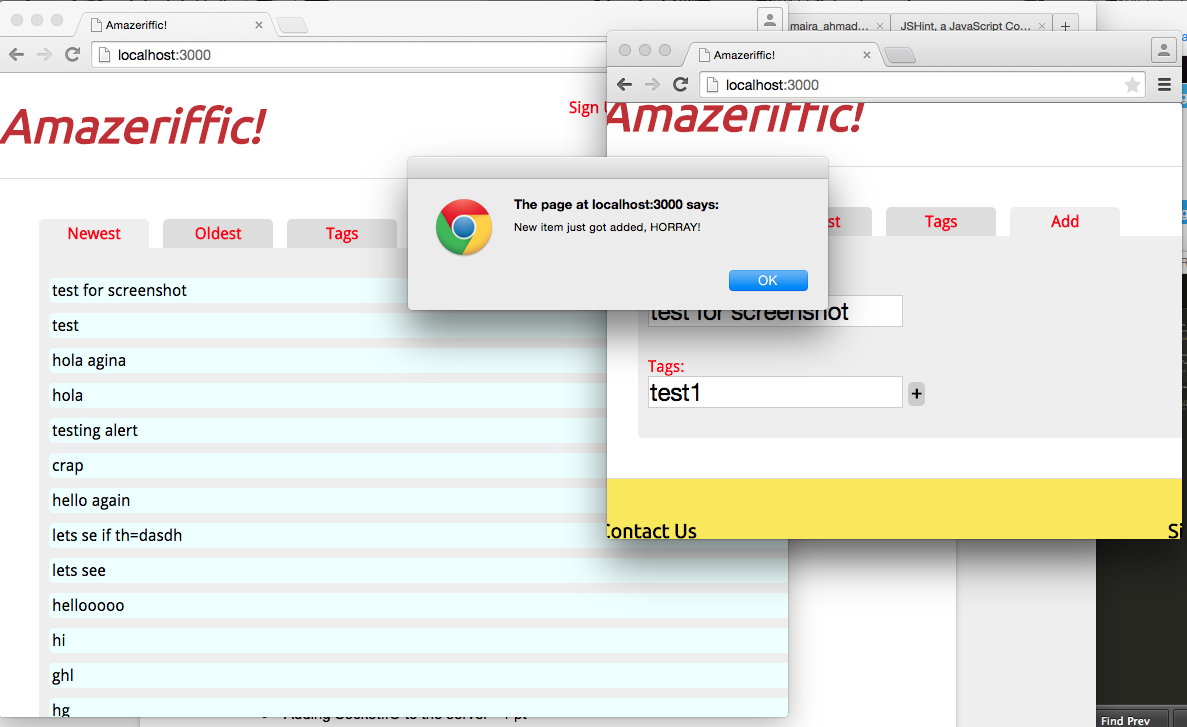 Amazeriffic!
maira_ahmad...
JSHint, a JavaScript Co...
localhost:3000
Amazeriffic!
localhost:3000
Amazeriffic!
Sign
Amazeriffic!
The page at localhost:3000 says:
New item just got added, HORRAY!
OK
Newest
Oldest
Tags
st
Tags
Add
test for screenshot
test
hola agina
hola
testing alert
crap
hello again
lets se if th=dasdh
lets see
hellooooo
hi
ghl
hg
test for screenshot
Tags:
test1
+
Contact Us
Si
Find Prev